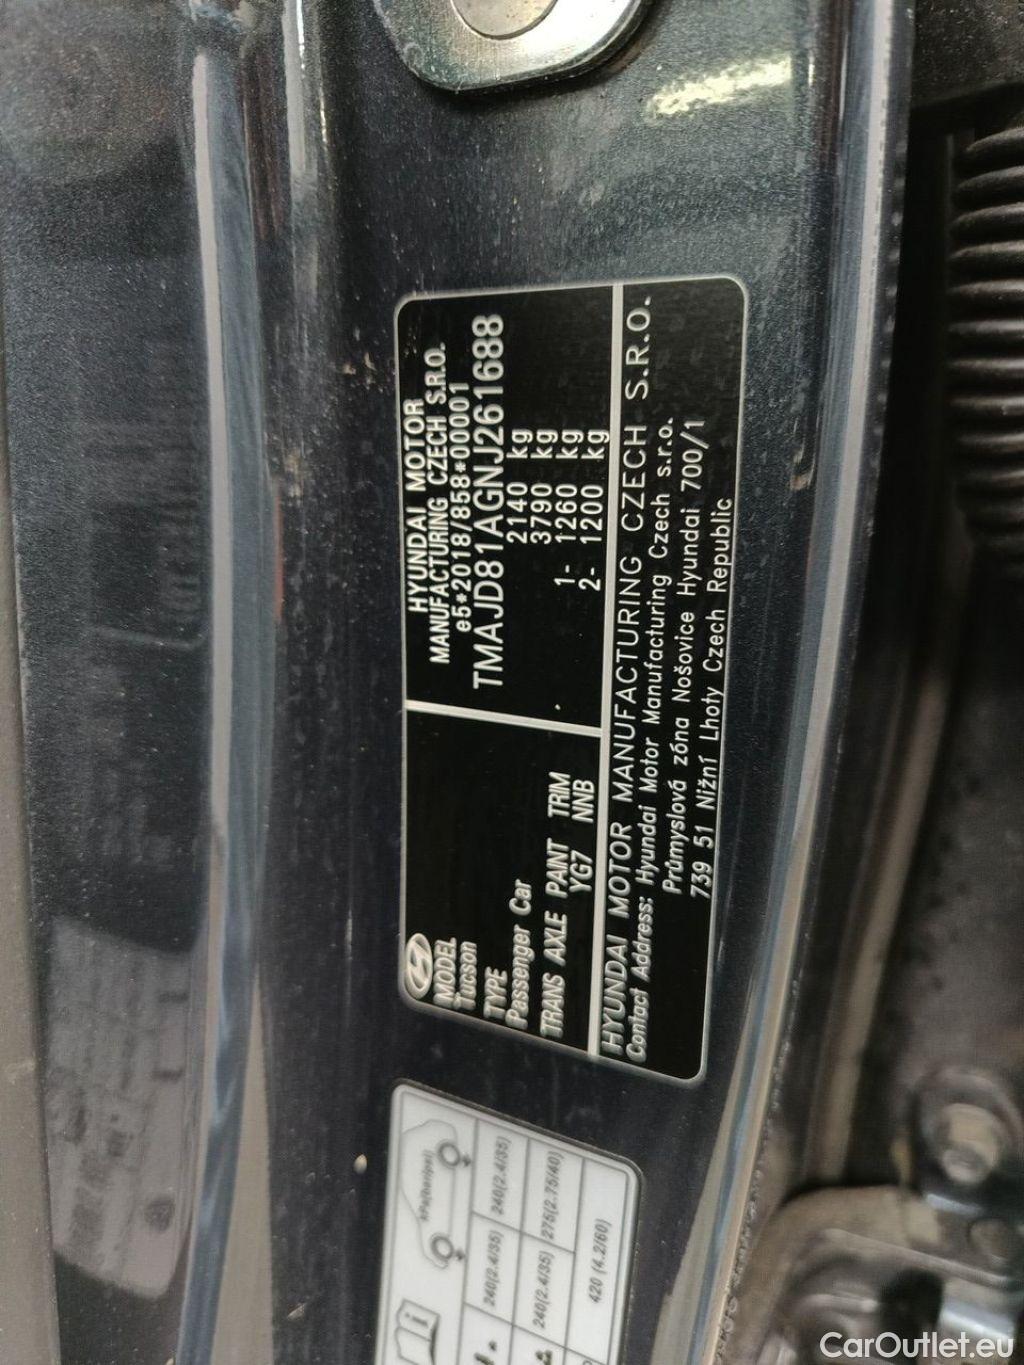 HYUNDAI MOTOR
MANUFACTURING CZECH S.R.O.
e5*2018/858*00001
TMAJD81AGNJ261688
2140 kg
3790 kg
1- 1260 kg
2- 1200 kg
MODEL
Tucson
TYPE
Passenger Car
TRANS AXLE PAINT TRIM
YG7 NNB
HYUNDAI MOTOR MANUFACTURING CZECH S.R.O.
Contact Address: Hyundai Motor Manufacturing Czech s.r.o.
Průmyslová zóna Nošovice Hyundai 700/1
739 51 Nižní Lhoty Czech Republic
kPa(bar/psi)
240(2.4/35) 240(2.4/35)
240(2.4/35) 275(2.75/40)
420 (4.2/60)
CarOutlet.eu